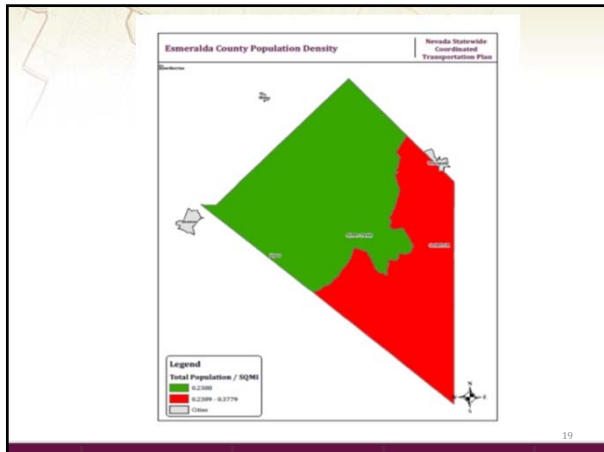 Esmeralda County Population Density
Nevada Statewide
Coordinated
Transportation Plan
Hawthorne
Legend
Total Population / SQMI
0.2388
0.2389 - 0.3779
Cities
N
E
S
19